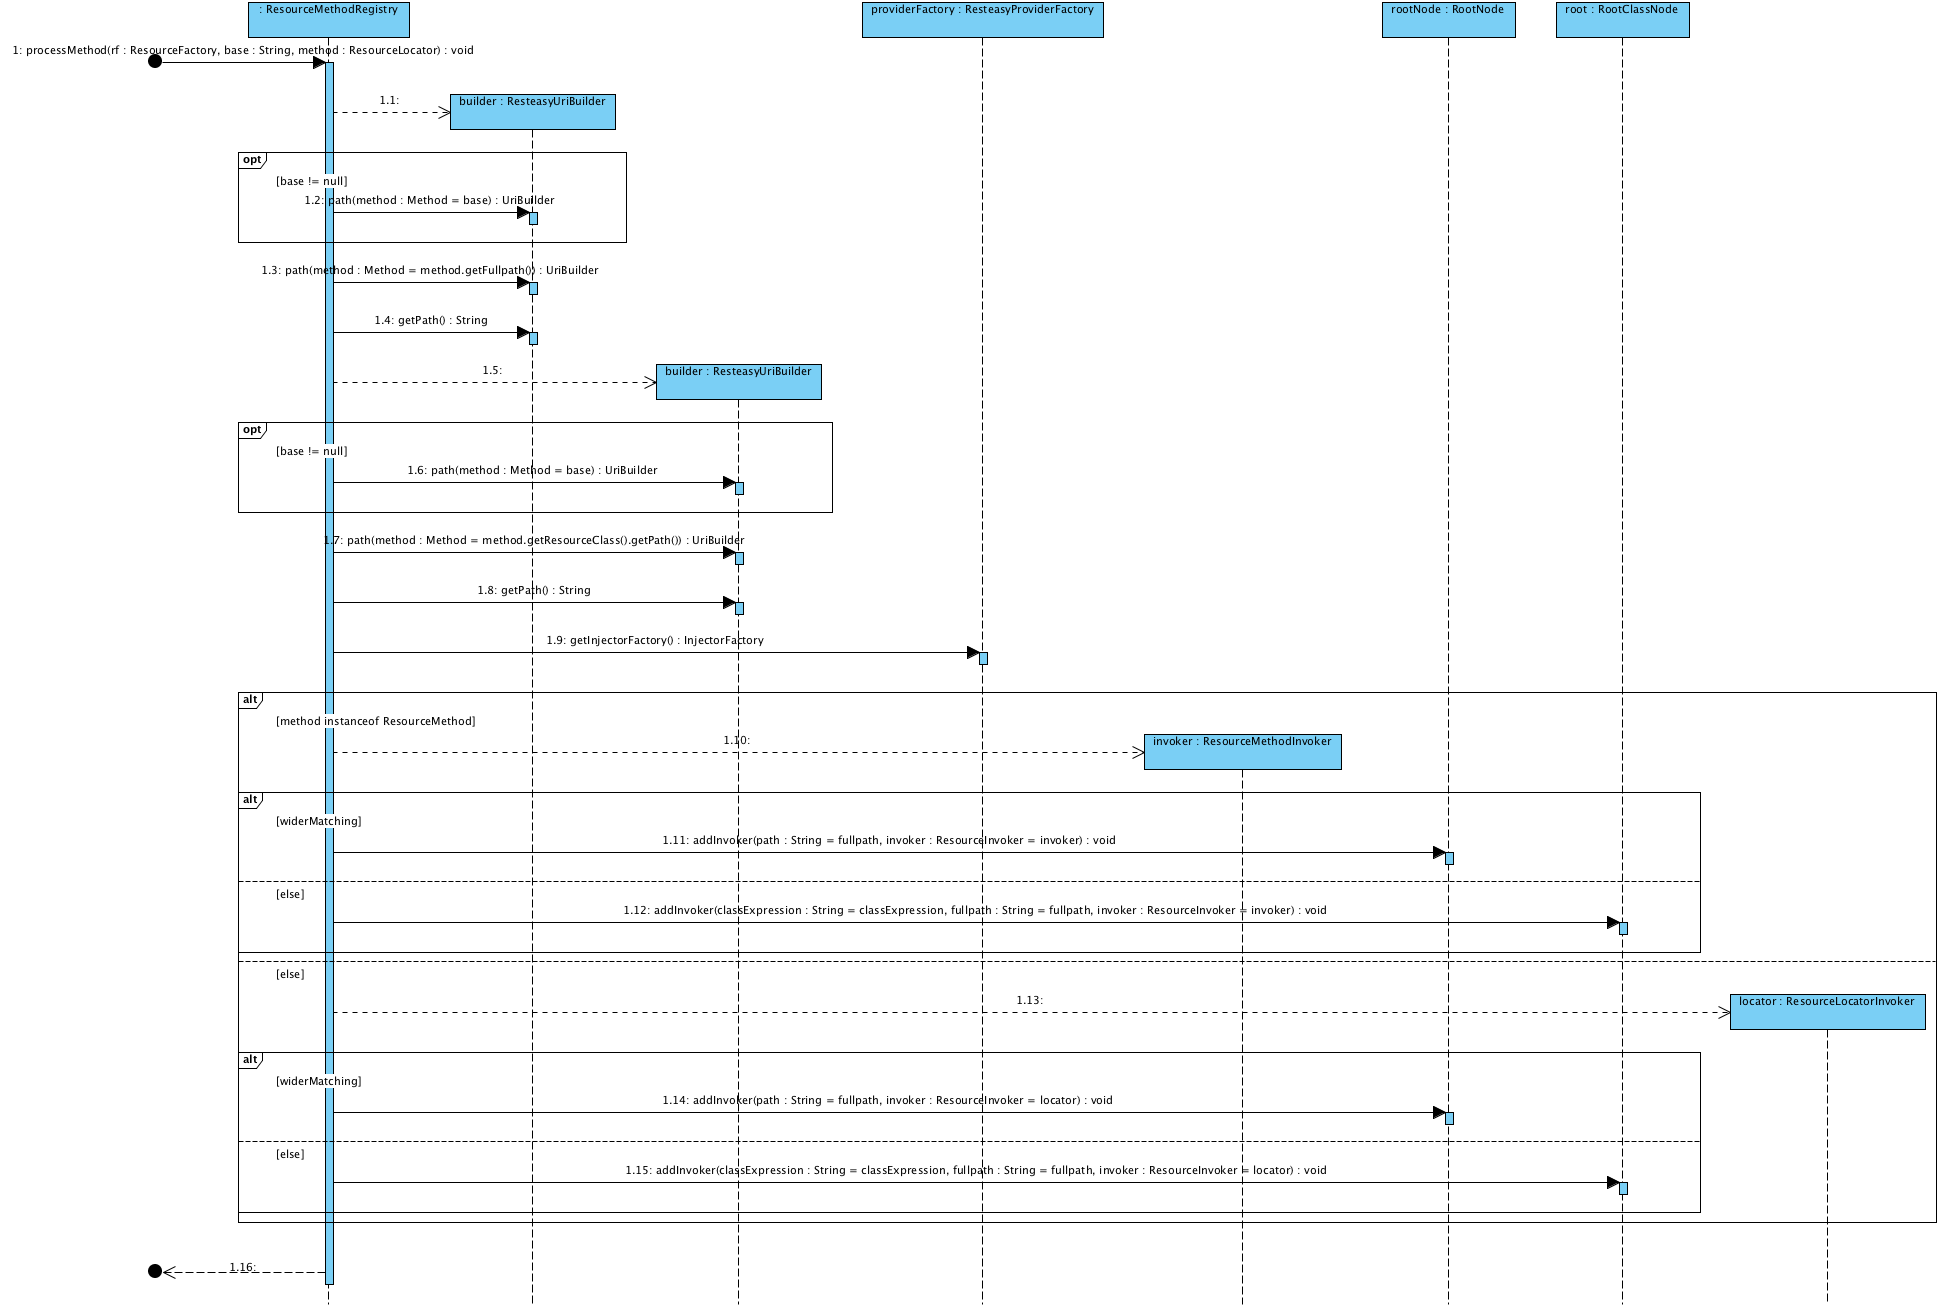 : ResourceMethodRegistry
providerFactory : ResteasyProviderFactory
rootNode : RootNode
root : RootClassNode
1: processMethod(rf : ResourceFactory, base : String, method : ResourceLocator) : void
1.1:
builder : ResteasyUriBuilder
opt
[base != null]
1.2: path(method : Method = base) : UriBuilder
1.3: path(method : Method = method.getFullpath()) : UriBuilder
1.4: getPath() : String
1.5:
builder : ResteasyUriBuilder
opt
[base != null]
1.6: path(method : Method = base) : UriBuilder
1.7: path(method : Method = method.getResourceClass().getPath()) : UriBuilder
1.8: getPath() : String
1.9: getInjectorFactory() : InjectorFactory
alt
[method instanceof ResourceMethod]
1.10:
invoker : ResourceMethodInvoker
alt
[widerMatching]
1.11: addInvoker(path : String = fullpath, invoker : ResourceInvoker = invoker) : void
[else]
1.12: addInvoker(classExpression : String = classExpression, fullpath : String = fullpath, invoker : ResourceInvoker = invoker) : void
[else]
1.13:
locator : ResourceLocatorInvoker
alt
[widerMatching]
1.14: addInvoker(path : String = fullpath, invoker : ResourceInvoker = locator) : void
[else]
1.15: addInvoker(classExpression : String = classExpression, fullpath : String = fullpath, invoker : ResourceInvoker = locator) : void
1.16: